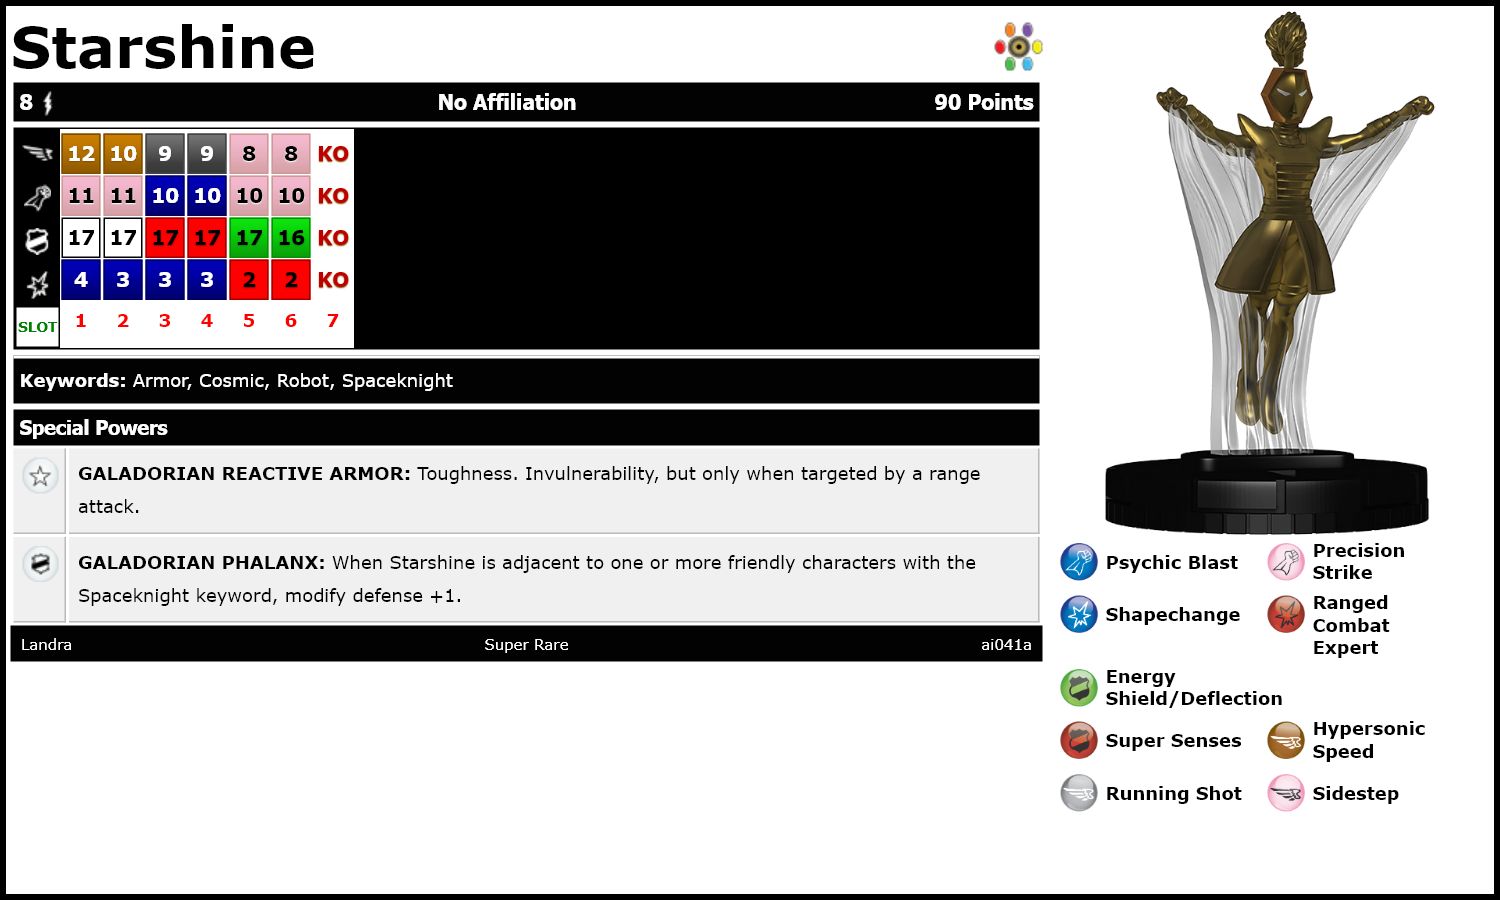 Starshine
8 No Affiliation 90 Points
12 10 9 9 8 8 KO
11 11 10 10 10 10 KO
17 17 17 17 17 16 KO
4 3 3 3 2 2 KO
SLOT 1 2 3 4 5 6 7
Keywords: Armor, Cosmic, Robot, Spaceknight
Special Powers
GALADORIAN REACTIVE ARMOR: Toughness. Invulnerability, but only when targeted by a range
attack.
GALADORIAN PHALANX: When Starshine is adjacent to one or more friendly characters with the
Spaceknight keyword, modify defense +1.
Landra Super Rare ai041a
Psychic Blast
Precision
Strike
Shapechange
Ranged
Combat
Expert
Energy
Shield/Deflection
Super Senses
Hypersonic
Speed
Running Shot
Sidestep